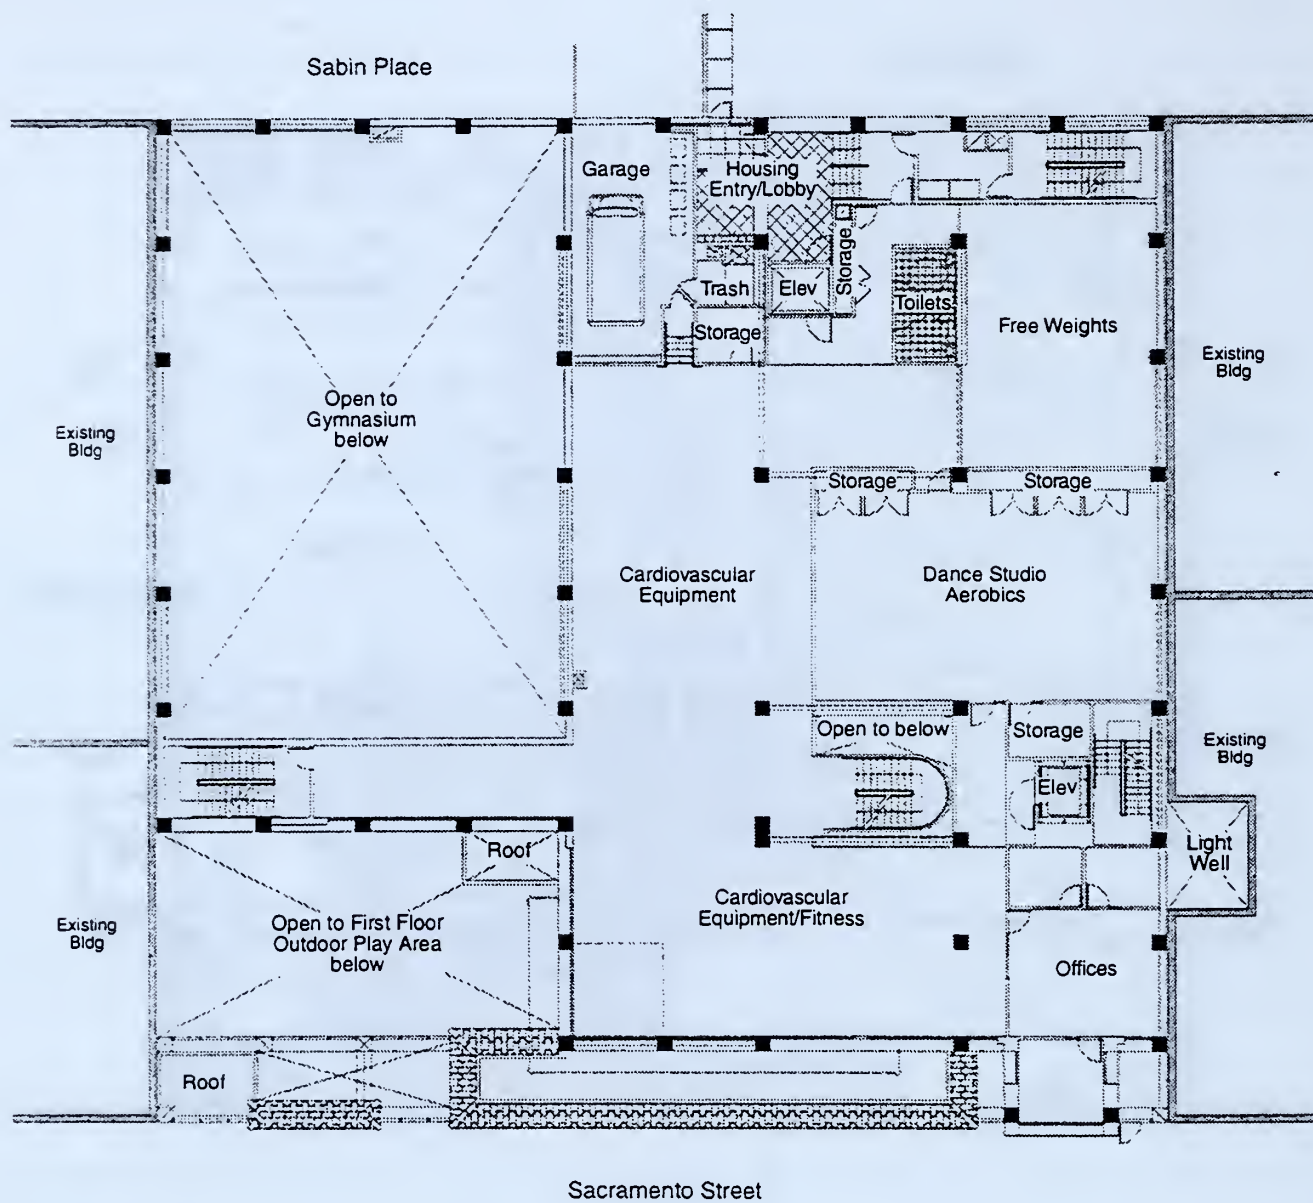 Sabin Place
Garage
Housing
Entry/Lobby
Storage
Trash
Elev
Toilets
Storage
Free Weights
Existing
Bldg
Open to
Gymnasium
below
Existing
Bldg
Storage
Storage
Cardiovascular
Equipment
Dance Studio
Aerobics
Open to below
Storage
Existing
Bldg
Elev
Roof
Light
Well
Cardiovascular
Equipment/Fitness
Existing
Bldg
Open to First Floor
Outdoor Play Area
below
Offices
Roof
Sacramento Street